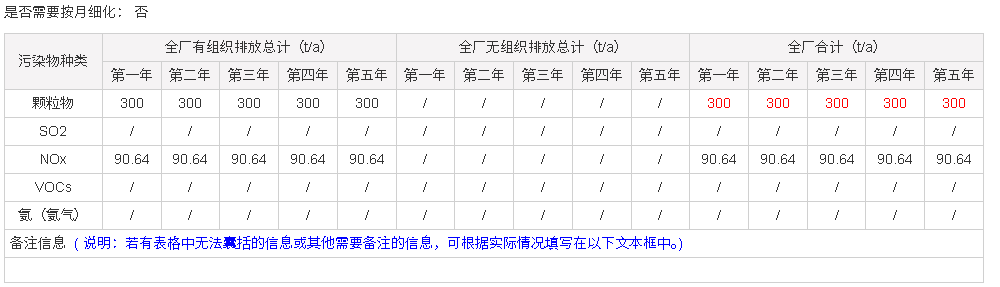 是否需要按月细化： 否
污染物种类 全厂有组织排放总计（t/a） 全厂无组织排放总计（t/a） 全厂合计（t/a）
第一年 第二年 第三年 第四年 第五年 第一年 第二年 第三年 第四年 第五年 第一年 第二年 第三年 第四年 第五年
颗粒物 300 300 300 300 300 / / / / / 300 300 300 300 300
SO2 / / / / / / / / / / / / / / /
NOx 90.64 90.64 90.64 90.64 90.64 / / / / / 90.64 90.64 90.64 90.64 90.64
VOCs / / / / / / / / / / / / / / /
氨（氨气） / / / / / / / / / / / / / / /
备注信息（说明：若有表格中无法囊括的信息或其他需要备注的信息，可根据实际情况填写在以下文本框中。)